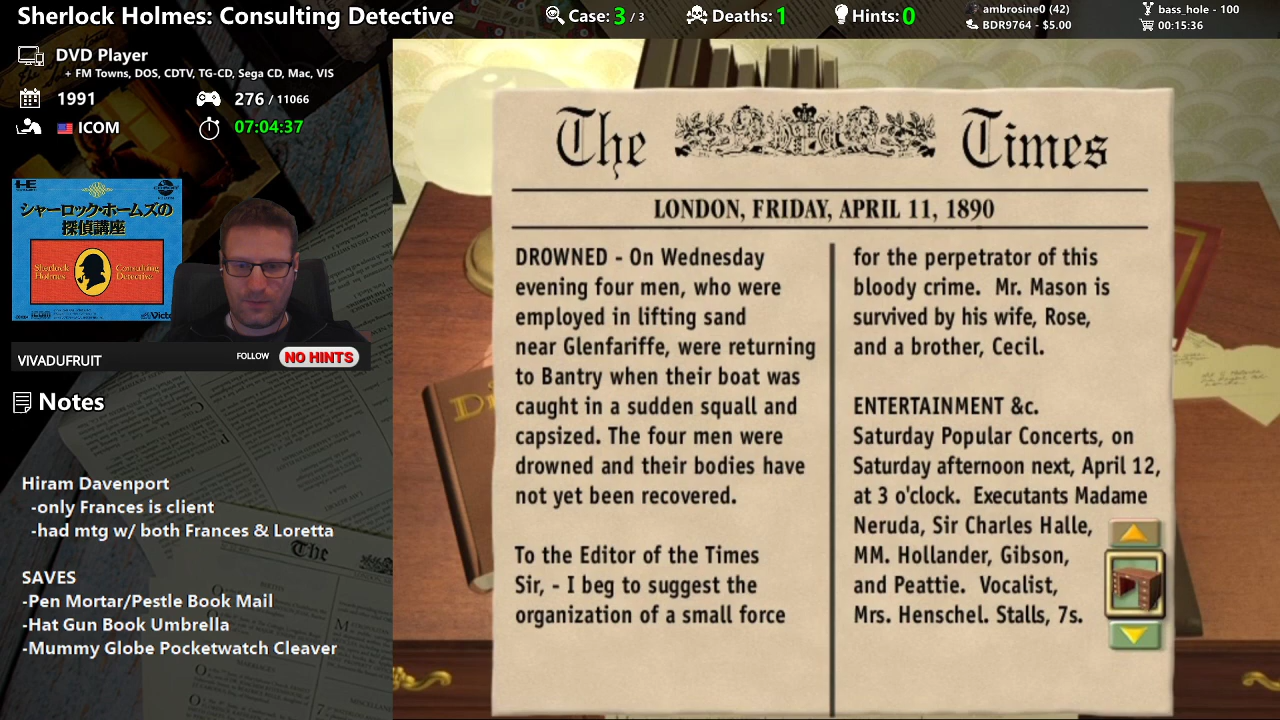 Sherlock Holmes: Consulting Detective
Case: 3 / 3
Deaths: 1
Hints: 0
ambrosine0 (42)
BDR9764 - $5.00
bass_hole - 100
00:15:36
DVD Player
+ FM Towns, DOS, CDTV, TG-CD, Sega CD, Mac, VIS
1991
276 / 11066
ICOM
07:04:37
シャーロック・ホームズの
探偵講座
Sherlock Holmes
Consulting Detective
VIVADUFRUIT
FOLLOW
NO HINTS
Notes
Hiram Davenport
-only Frances is client
-had mtg w/ both Frances & Loretta
SAVES
-Pen Mortar/Pestle Book Mail
-Hat Gun Book Umbrella
-Mummy Globe Pocketwatch Cleaver
The Times
LONDON, FRIDAY, APRIL 11, 1890
DROWNED - On Wednesday
evening four men, who were
employed in lifting sand
near Glenfariffe, were returning
to Bantry when their boat was
caught in a sudden squall and
capsized. The four men were
drowned and their bodies have
not yet been recovered.
To the Editor of the Times
Sir, - I beg to suggest the
organization of a small force
for the perpetrator of this
bloody crime. Mr. Mason is
survived by his wife, Rose,
and a brother, Cecil.
ENTERTAINMENT &c.
Saturday Popular Concerts, on
Saturday afternoon next, April 12,
at 3 o'clock. Executants Madame
Neruda, Sir Charles Halle,
MM. Hollander, Gibson,
and Peattie. Vocalist,
Mrs. Henschel. Stalls, 7s.